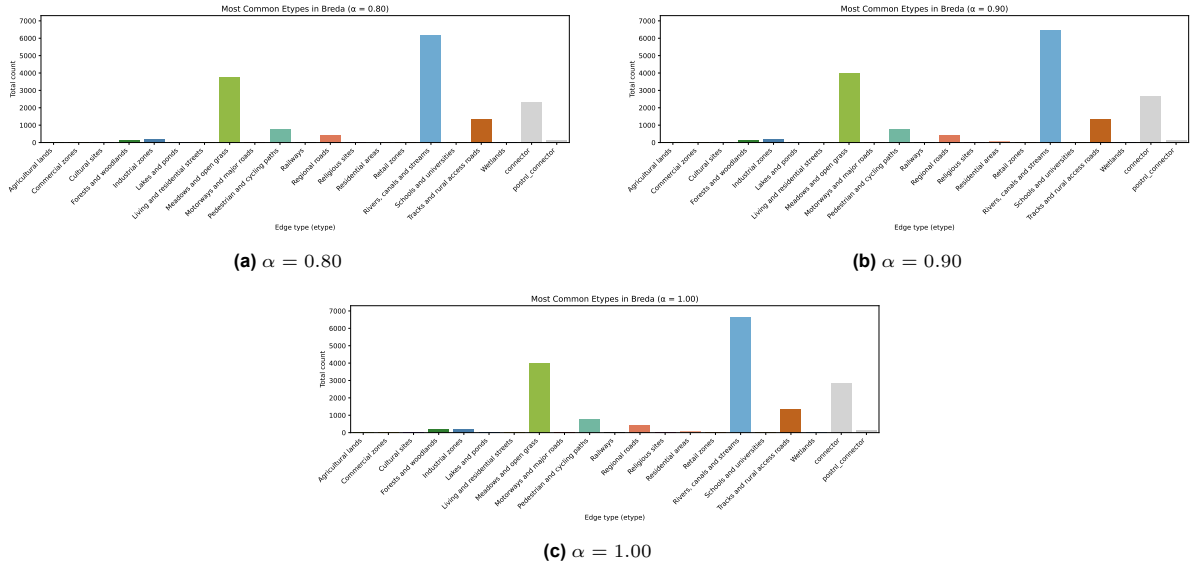 Most Common Etypes in Breda (α = 0.80)
Total count
7000
6000
5000
4000
3000
2000
1000
0
Agricultural lands
Commercial zones
Cultural sites
Forests and woodlands
Industrial zones
Lakes and ponds
Living and residential streets
Meadows and open grass
Motorways and major roads
Pedestrian and cycling paths
Railways
Regional roads
Religious sites
Residential areas
Retail zones
Rivers, canals and streams
Schools and universities
Tracks and rural access roads
Wetlands
connector
postnl_connector
Edge type (etype)
(a) α = 0.80
Most Common Etypes in Breda (α = 0.90)
Total count
7000
6000
5000
4000
3000
2000
1000
0
Agricultural lands
Commercial zones
Cultural sites
Forests and woodlands
Industrial zones
Lakes and ponds
Living and residential streets
Meadows and open grass
Motorways and major roads
Pedestrian and cycling paths
Railways
Regional roads
Religious sites
Residential areas
Retail zones
Rivers, canals and streams
Schools and universities
Tracks and rural access roads
Wetlands
connector
postnl_connector
Edge type (etype)
(b) α = 0.90
Most Common Etypes in Breda (α = 1.00)
Total count
7000
6000
5000
4000
3000
2000
1000
0
Agricultural lands
Commercial zones
Cultural sites
Forests and woodlands
Industrial zones
Lakes and ponds
Living and residential streets
Meadows and open grass
Motorways and major roads
Pedestrian and cycling paths
Railways
Regional roads
Religious sites
Residential areas
Retail zones
Rivers, canals and streams
Schools and universities
Tracks and rural access roads
Wetlands
connector
postnl_connector
Edge type (etype)
(c) α = 1.00